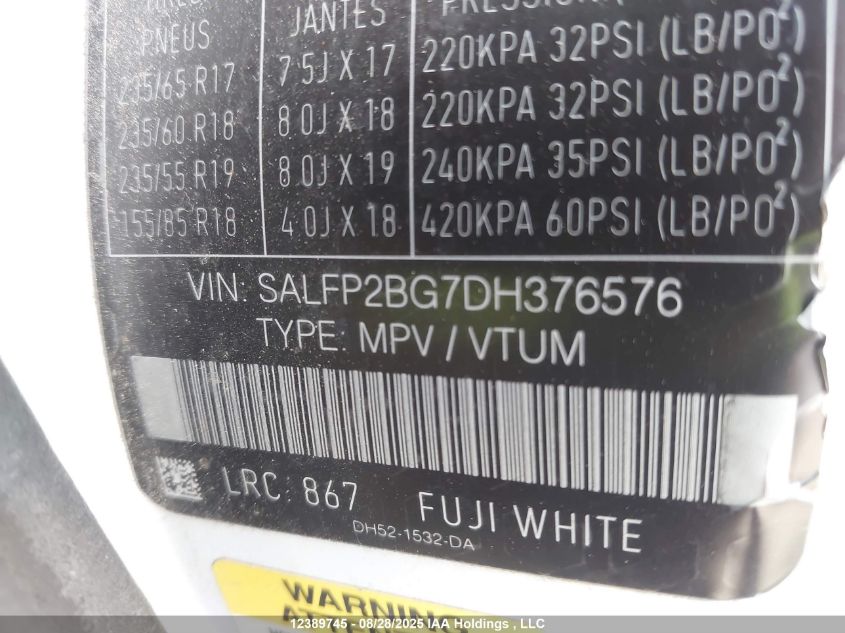 PNEUS JANTES
235/65 R17 7 5J X 17 220KPA 32PSI (LB/PO²)
235/60 R18 8 0J X 18 220KPA 32PSI (LB/PO²)
235/55 R19 8 0J X 19 240KPA 35PSI (LB/PO²)
155/85 R18 4 0J X 18 420KPA 60PSI (LB/PO²)
VIN: SALFP2BG7DH376576
TYPE: MPV / VTUM
LRC: 867 FUJI WHITE
DH52-1532-DA
WARNING
12389745 - 08/28/2025 IAA Holdings , LLC